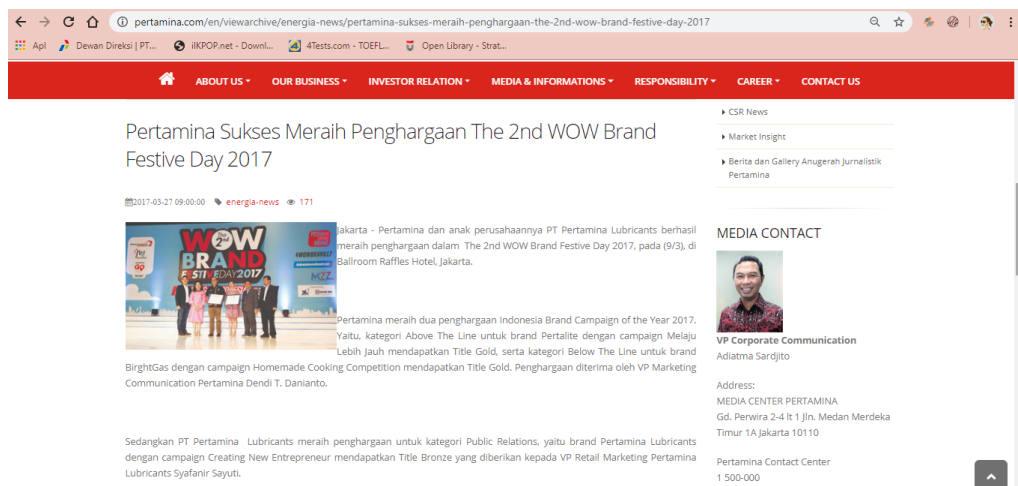 pertamina.com/en/viewarchive/energia-news/pertamina-sukses-meraih-penghargaan-the-2nd-wow-brand-festive-day-2017
Apl
Dewan Direksi | PT...
ilKPOP.net - Downl...
4Tests.com - TOEFL...
Open Library - Strat...
ABOUT US
OUR BUSINESS
INVESTOR RELATION
MEDIA & INFORMATIONS
RESPONSIBILITY
CAREER
CONTACT US
Pertamina Sukses Meraih Penghargaan The 2nd WOW Brand
Festive Day 2017
2017-03-27 09:00:00 energia-news 171
The 2nd
WOW
BRAND
FESTIVEDAY2017
Jakarta - Pertamina dan anak perusahaannya PT Pertamina Lubricants berhasil
meraih penghargaan dalam The 2nd WOW Brand Festive Day 2017, pada (9/3), di
Ballroom Raffles Hotel, Jakarta.
Pertamina meraih dua penghargaan Indonesia Brand Campaign of the Year 2017.
Yaitu, kategori Above The Line untuk brand Pertalite dengan campaign Melaju
Lebih Jauh mendapatkan Title Gold, serta kategori Below The Line untuk brand
BirghtGas dengan campaign Homemade Cooking Competition mendapatkan Title Gold. Penghargaan diterima oleh VP Marketing
Communication Pertamina Dendi T. Danianto.
Sedangkan PT Pertamina Lubricants meraih penghargaan untuk kategori Public Relations, yaitu brand Pertamina Lubricants
dengan campaign Creating New Entrepreneur mendapatkan Title Bronze yang diberikan kepada VP Retail Marketing Pertamina
Lubricants Syafanir Sayuti.
CSR News
Market Insight
Berita dan Gallery Anugerah Jurnalistik
Pertamina
MEDIA CONTACT
VP Corporate Communication
Adiatma Sardjito
Address:
MEDIA CENTER PERTAMINA
Gd. Perwira 2-4 lt 1 Jln. Medan Merdeka
Timur 1A Jakarta 10110
Pertamina Contact Center
1 500-000